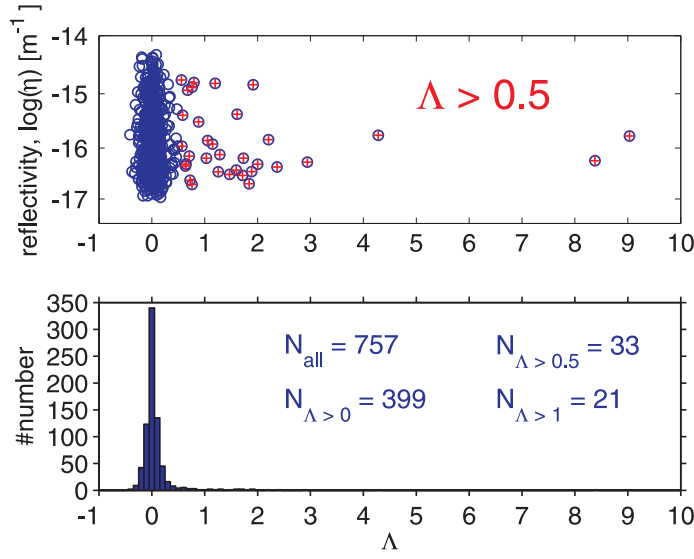 reflectivity, log(η) [m⁻¹]
-14
-15
-16
-17
Λ > 0.5
-1 0 1 2 3 4 5 6 7 8 9 10
#number
350
300
250
200
150
100
50
0
N_all = 757
N_Λ > 0.5 = 33
N_Λ > 0 = 399
N_Λ > 1 = 21
-1 0 1 2 3 4 5 6 7 8 9 10
Λ